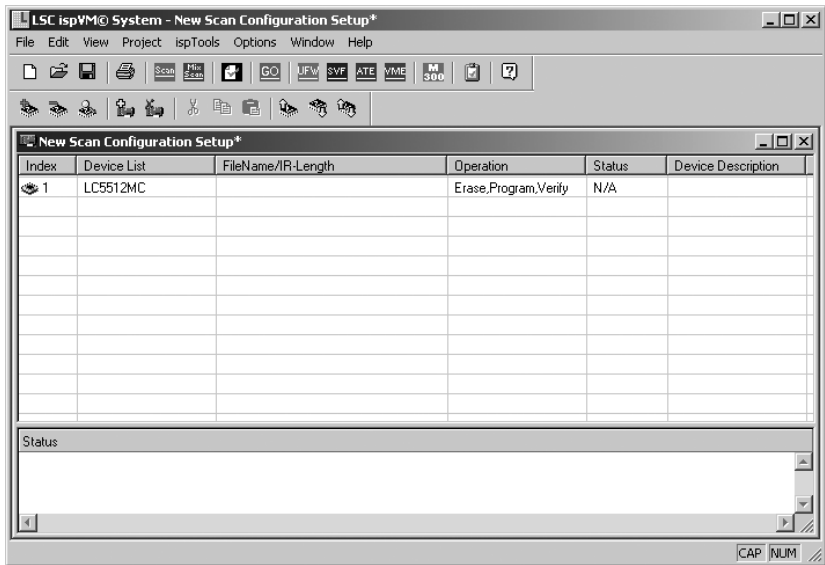 LSC ispVM© System - New Scan Configuration Setup*
File Edit View Project ispTools Options Window Help
Scan Mix Scan GO UFW SVF ATE VME M 300
New Scan Configuration Setup*
Index Device List FileName/IR-Length Operation Status Device Description
1 LC5512MC Erase,Program,Verify N/A
Status
CAP NUM